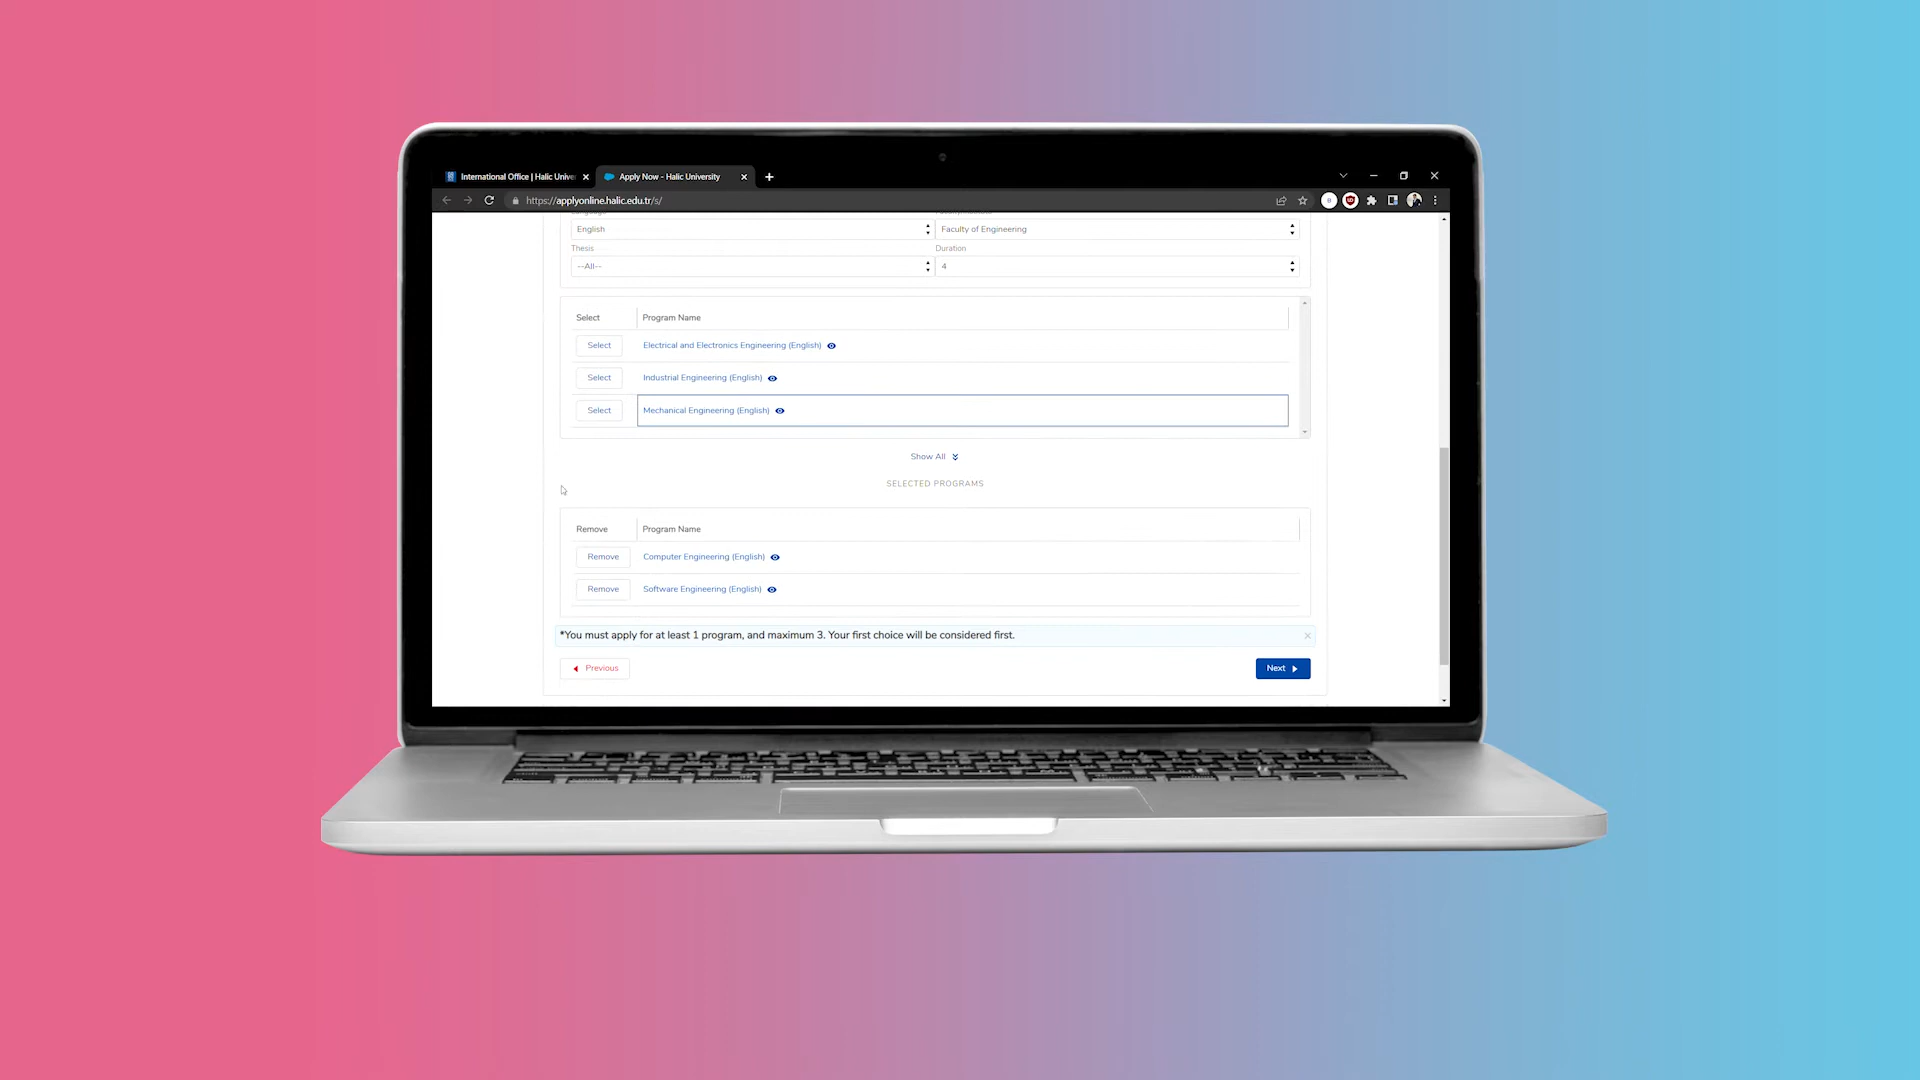 International Office | Halic Univer
Apply Now - Halic University
https://applyonline.halic.edu.tr/s/
English
Faculty of Engineering
Thesis
Duration
--All--
4
Select
Program Name
Select
Electrical and Electronics Engineering (English)
Select
Industrial Engineering (English)
Select
Mechanical Engineering (English)
Show All
SELECTED PROGRAMS
Remove
Program Name
Remove
Computer Engineering (English)
Remove
Software Engineering (English)
*You must apply for at least 1 program, and maximum 3. Your first choice will be considered first.
Previous
Next